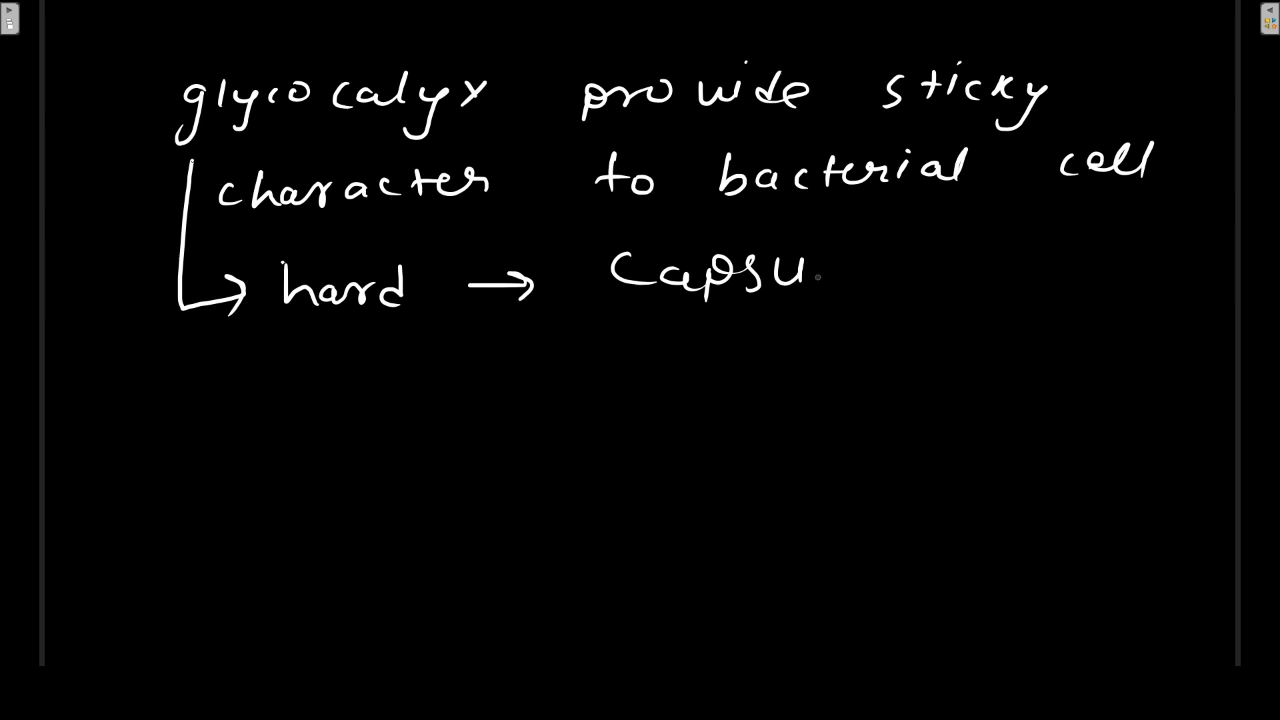 glycocalyx provide sticky
character to bacterial cell
↳ hard → Capsu